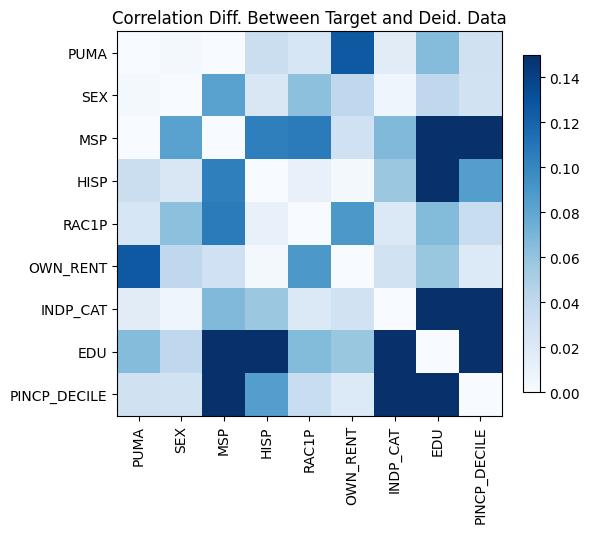 Correlation Diff. Between Target and Deid. Data
PUMA
SEX
MSP
HISP
RAC1P
OWN_RENT
INDP_CAT
EDU
PINCP_DECILE
PUMA
SEX
MSP
HISP
RAC1P
OWN_RENT
INDP_CAT
EDU
PINCP_DECILE
0.14
0.12
0.10
0.08
0.06
0.04
0.02
0.00